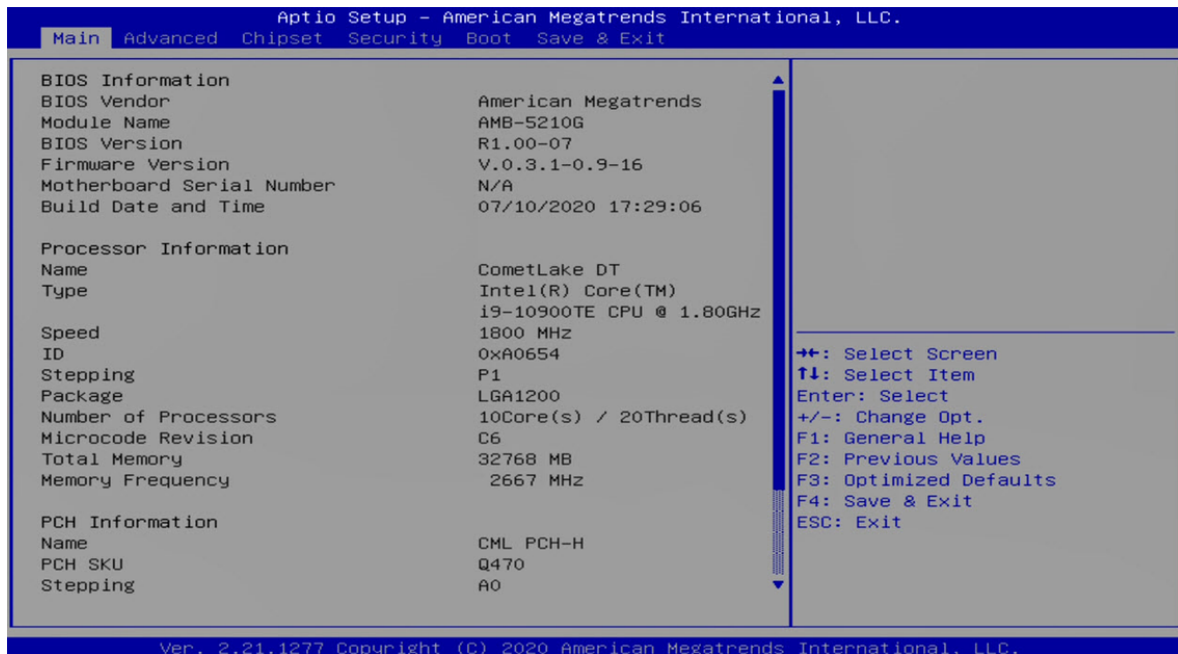 Aptio Setup – American Megatrends International, LLC.
Main Advanced Chipset Security Boot Save & Exit
BIOS Information
BIOS Vendor American Megatrends
Module Name AMB-5210G
BIOS Version R1.00-07
Firmware Version V.0.3.1-0.9-16
Motherboard Serial Number N/A
Build Date and Time 07/10/2020 17:29:06
Processor Information
Name CometLake DT
Type Intel(R) Core(TM)
i9-10900TE CPU @ 1.80GHz
Speed 1800 MHz
ID 0xA0654
Stepping P1
Package LGA1200
Number of Processors 10Core(s) / 20Thread(s)
Microcode Revision C6
Total Memory 32768 MB
Memory Frequency 2667 MHz
PCH Information
Name CML PCH-H
PCH SKU Q470
Stepping A0
→←: Select Screen
↑↓: Select Item
Enter: Select
+/-: Change Opt.
F1: General Help
F2: Previous Values
F3: Optimized Defaults
F4: Save & Exit
ESC: Exit
Ver. 2.21.1277 Copyright (C) 2020 American Megatrends International, LLC.